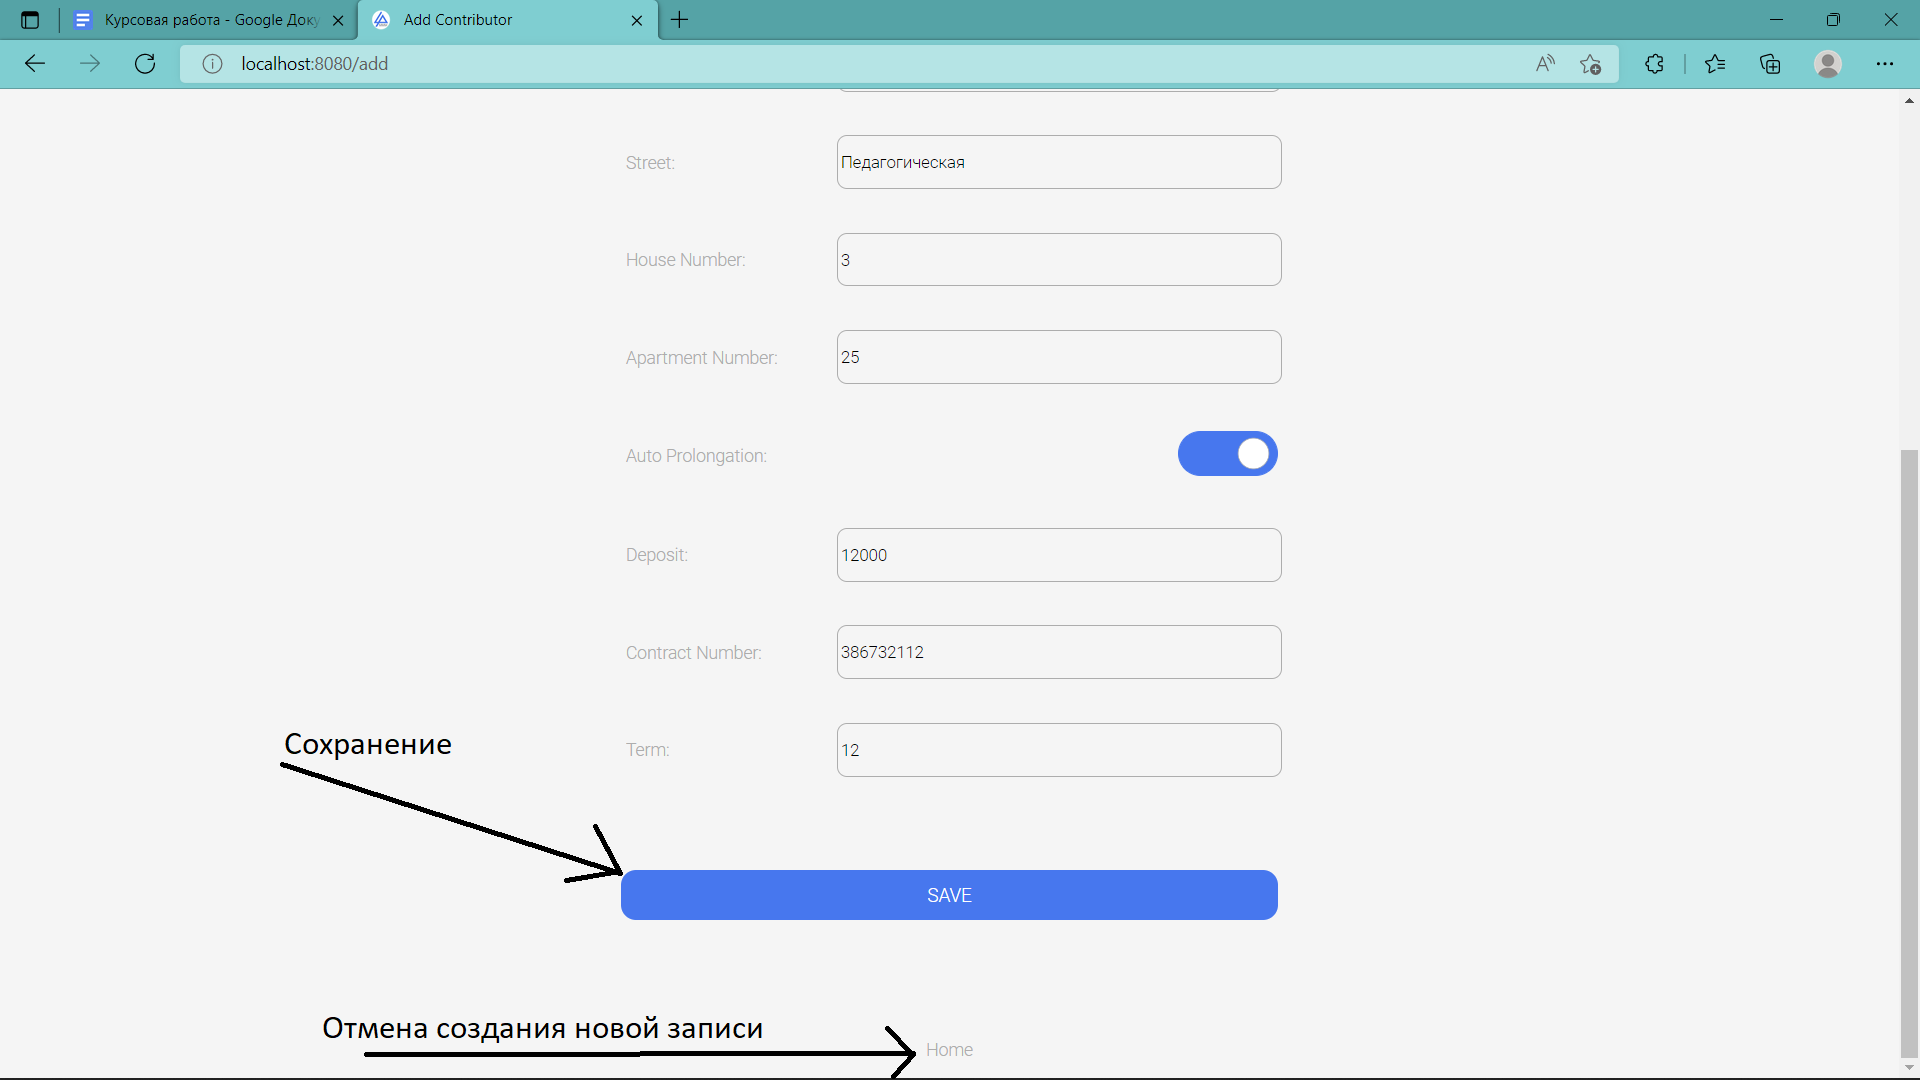 Курсовая работа - Google Доку
Add Contributor
localhost:8080/add
Street: Педагогическая
House Number: 3
Apartment Number: 25
Auto Prolongation:
Deposit: 12000
Contract Number: 386732112
Сохранение
Term: 12
SAVE
Отмена создания новой записи
Home